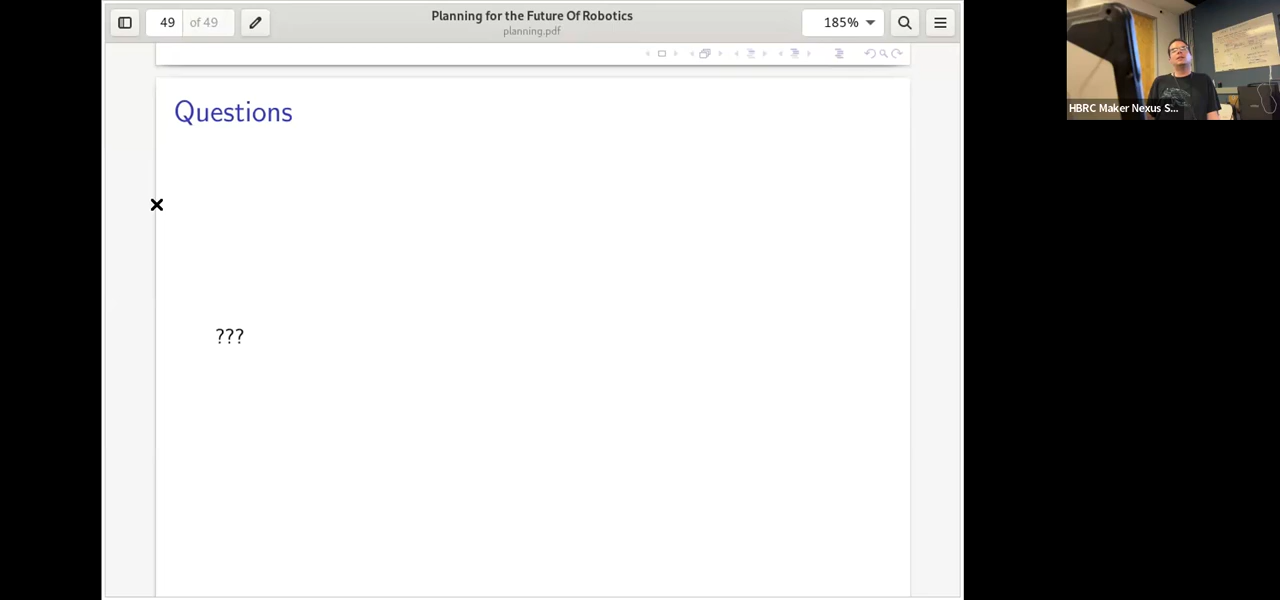 49 of 49
Planning for the Future Of Robotics
planning.pdf
185%
Questions
???
HBRC Maker Nexus S...